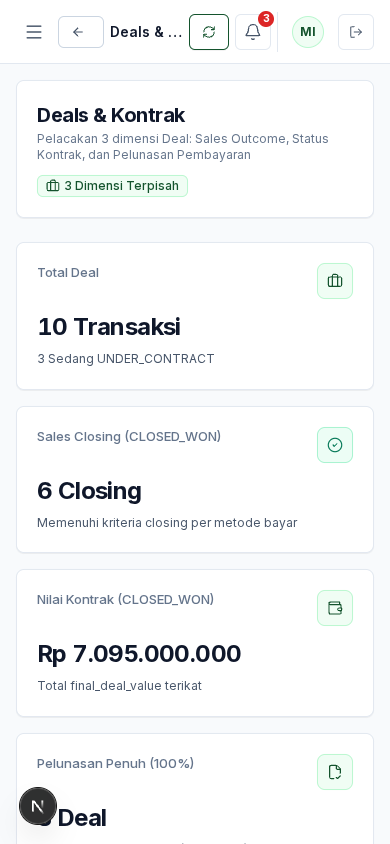 Deals & ...
3
MI
Deals & Kontrak
Pelacakan 3 dimensi Deal: Sales Outcome, Status
Kontrak, dan Pelunasan Pembayaran
3 Dimensi Terpisah
Total Deal
10 Transaksi
3 Sedang UNDER_CONTRACT
Sales Closing (CLOSED_WON)
6 Closing
Memenuhi kriteria closing per metode bayar
Nilai Kontrak (CLOSED_WON)
Rp 7.095.000.000
Total final_deal_value terikat
Pelunasan Penuh (100%)
N
Deal